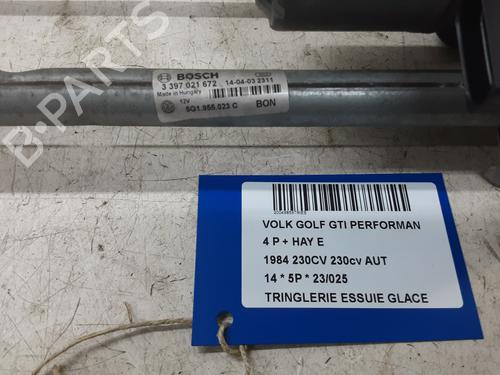 BOSCH
3 397 021 672 14-04-03 2311
Made in Hungary
12V
5Q1.955.023 C BON
VOLK GOLF GTI PERFORMAN
4 P + HAY E
1984 230CV 230cv AUT
14 * 5P * 23/025
TRINGLERIE ESSUIE GLACE